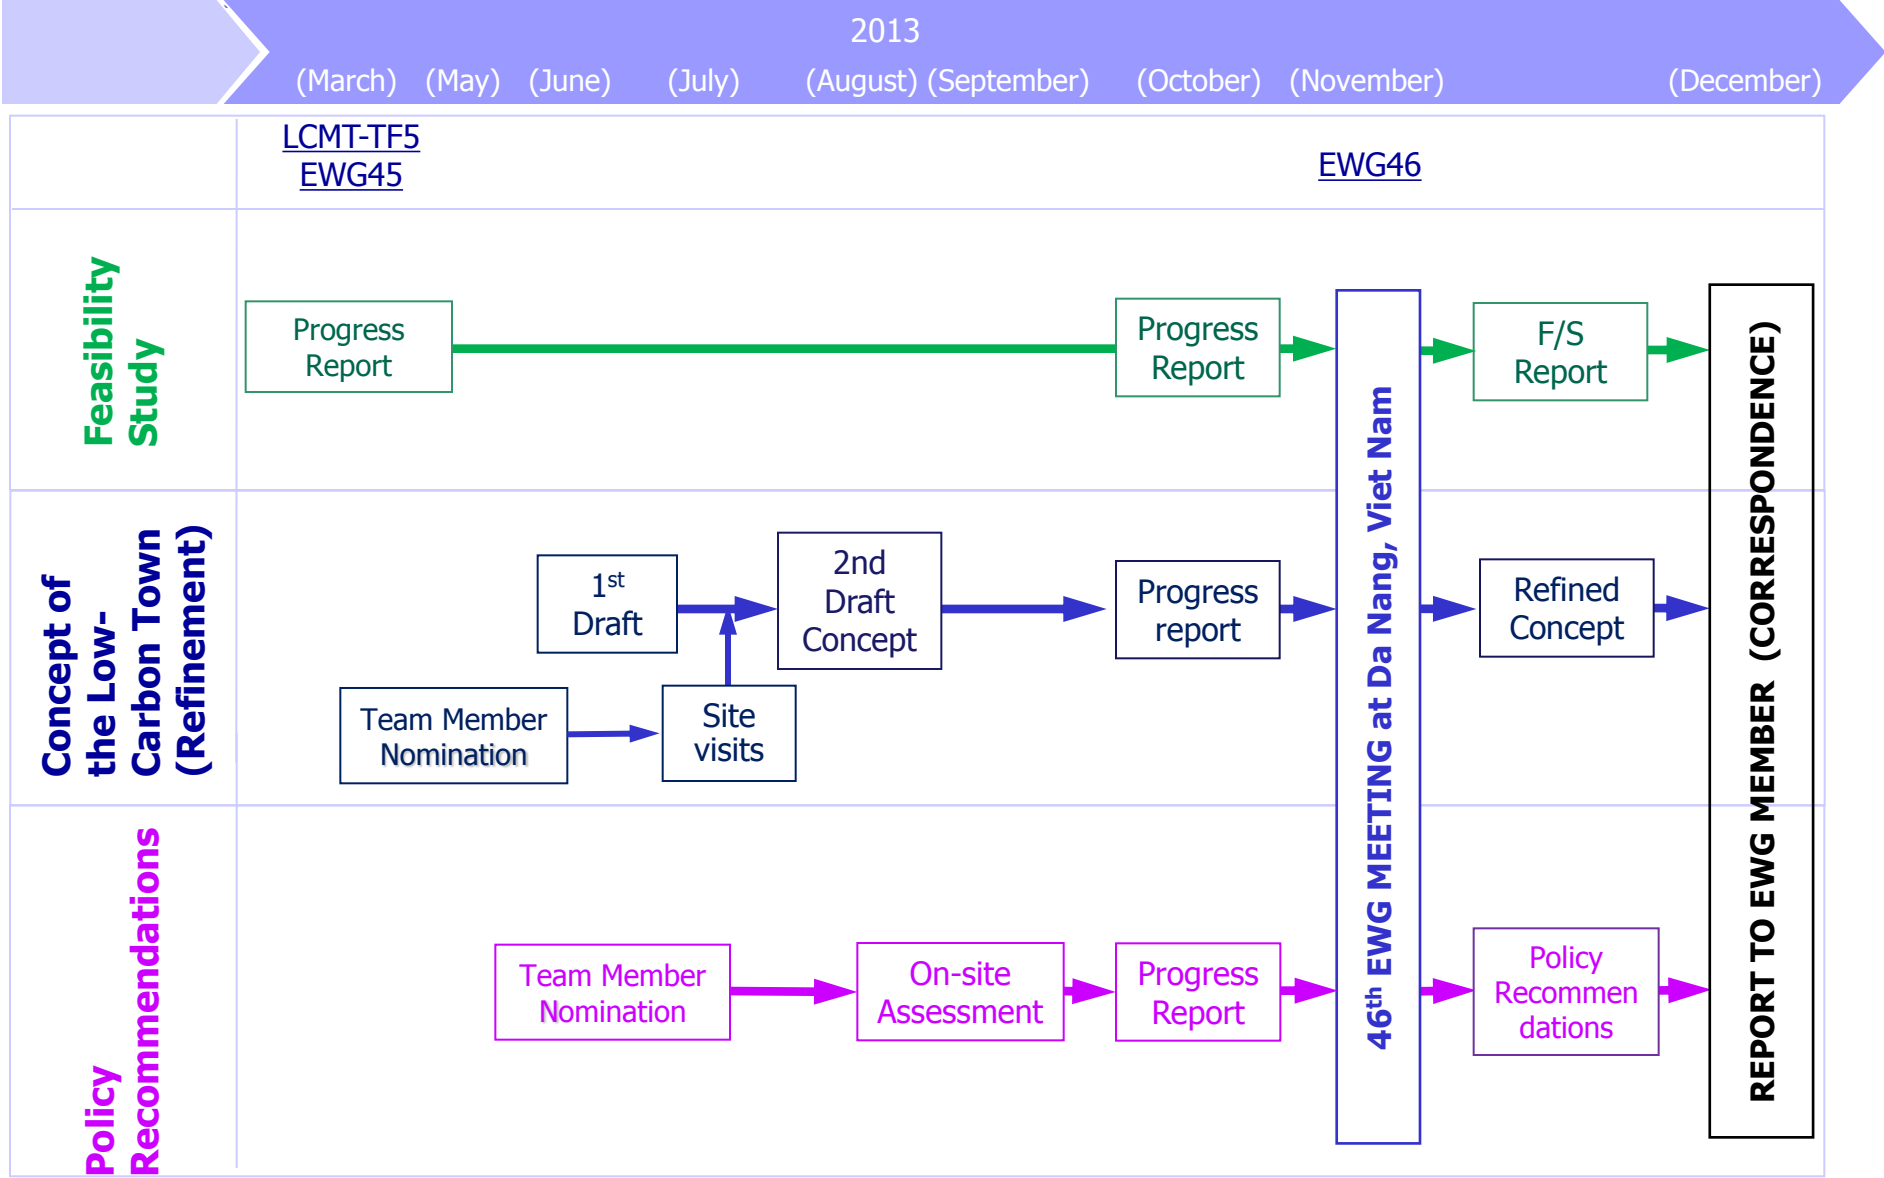 2013
(March) (May) (June) (July) (August) (September) (October) (November) (December)
LCMT-TF5
EWG45
EWG46
Feasibility
Study
Progress
Report
Progress
Report
F/S
Report
Concept of
the Low-
Carbon Town
(Refinement)
1st
Draft
2nd
Draft
Concept
Progress
report
Refined
Concept
Team Member
Nomination
Site
visits
Policy
Recommendations
Team Member
Nomination
On-site
Assessment
Progress
Report
Policy
Recommen
dations
46th EWG MEETING at Da Nang, Viet Nam
REPORT TO EWG MEMBER (CORRESPONDENCE)